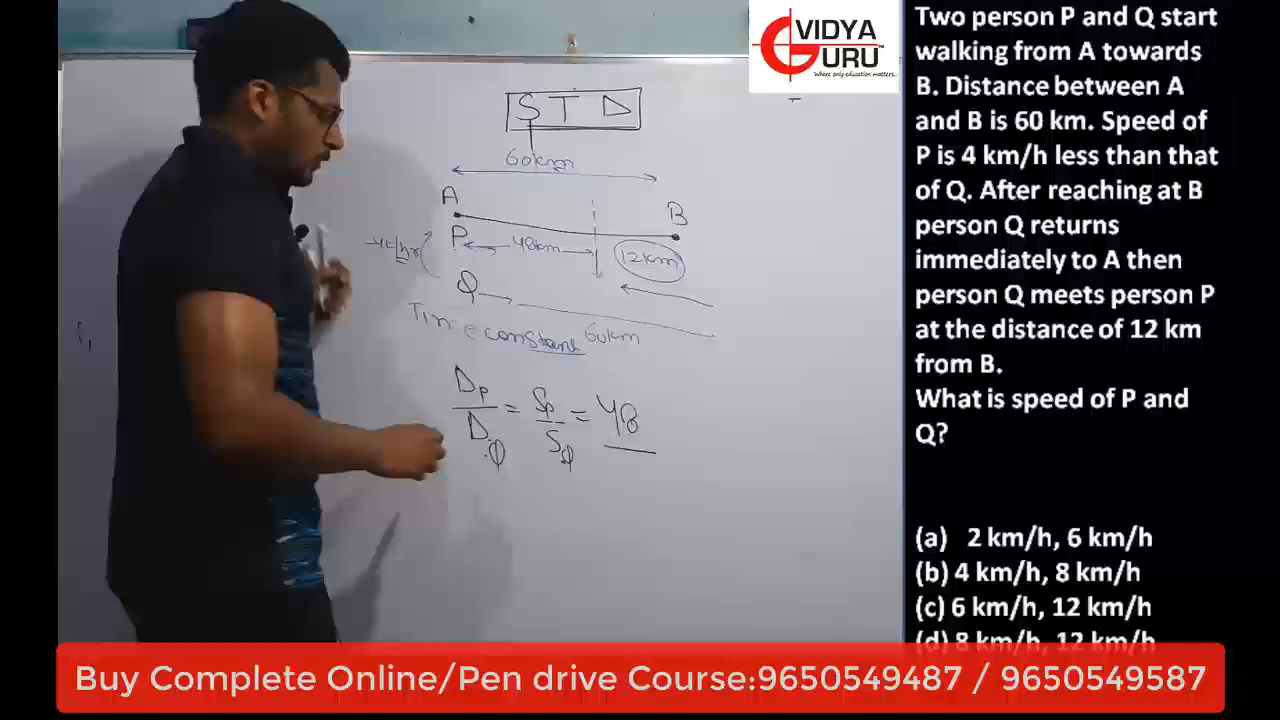 VIDYA
GURU
Where only education matters..
Two person P and Q start
walking from A towards
B. Distance between A
and B is 60 km. Speed of
P is 4 km/h less than that
of Q. After reaching at B
person Q returns
immediately to A then
person Q meets person P
at the distance of 12 km
from B.
What is speed of P and
Q?
(a) 2 km/h, 6 km/h
(b) 4 km/h, 8 km/h
(c) 6 km/h, 12 km/h
(d) 8 km/h, 12 km/h
S T D
60km
A
B
P
48km
12km
Q
Time constant 60km
Dp
= Sp = 48
DQ
SQ
Buy Complete Online/Pen drive Course:9650549487 / 9650549587